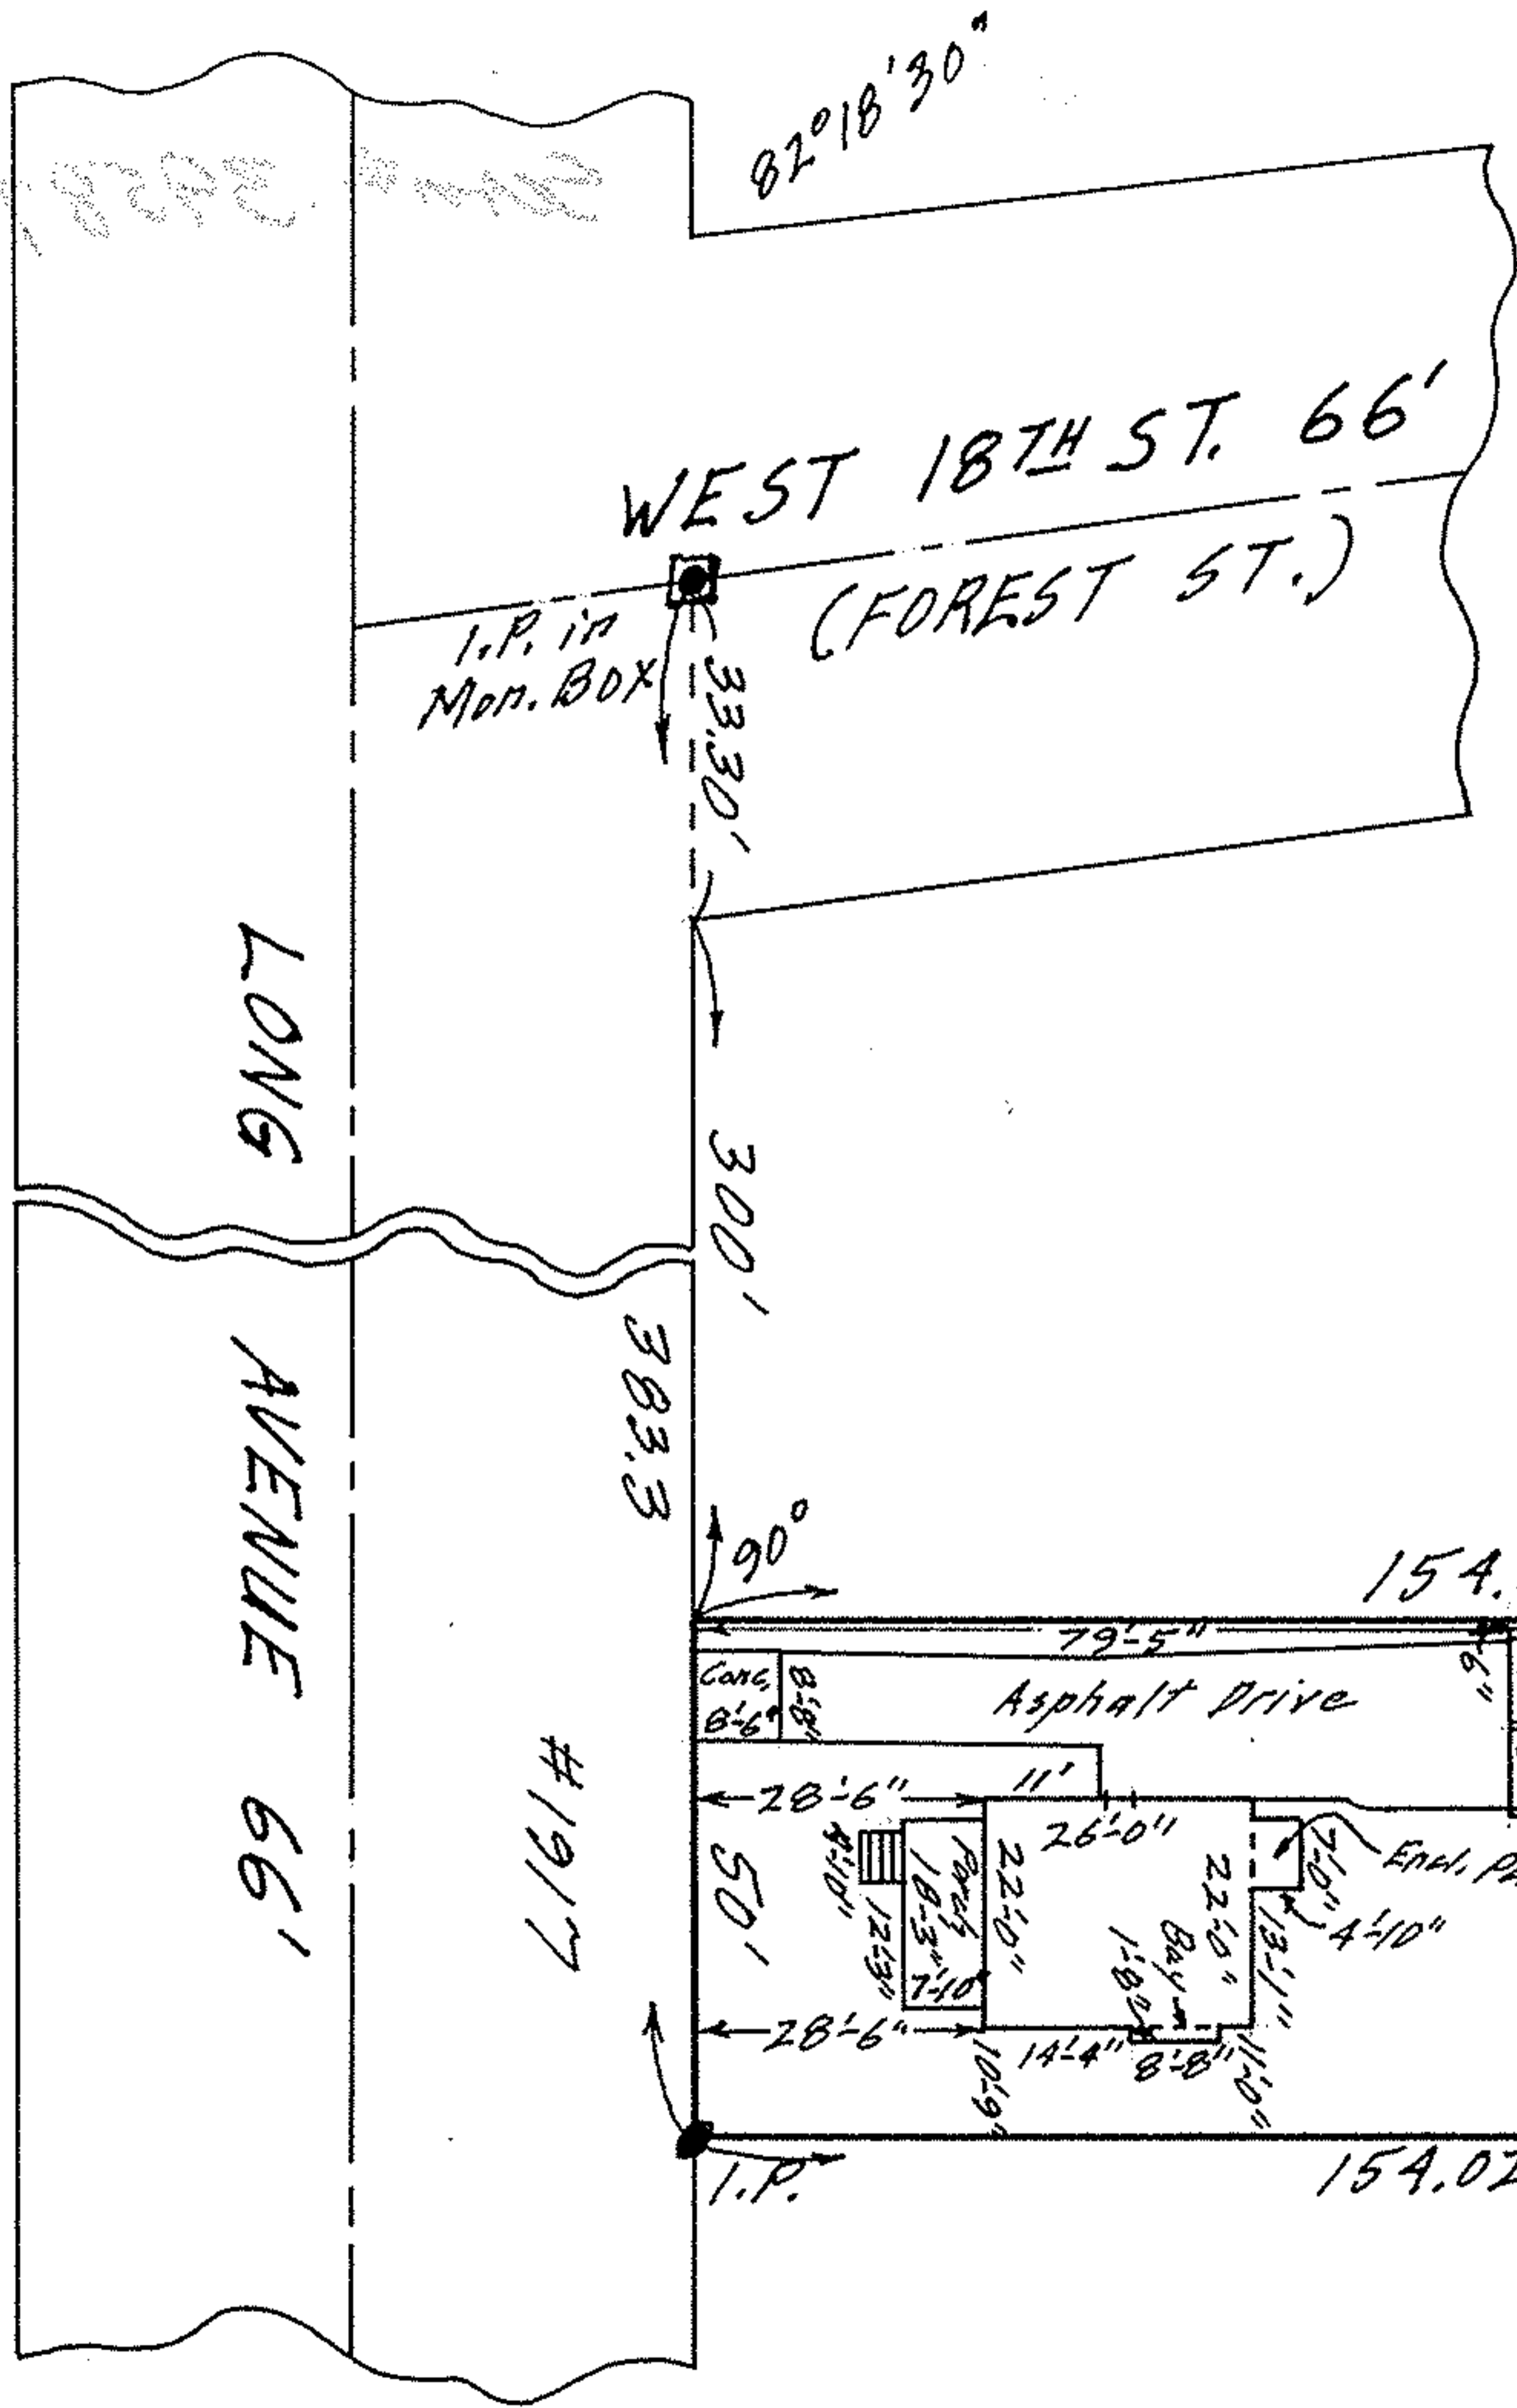 82°18'30"
WEST 18TH ST. 66'
(FOREST ST.)
I.P. in
Mon. Box
33.30'
300'
383.3
LONG AVENUE 66'
#1917
90°
154.
79'-5"
6"
Conc.
8'-6"
8'-8"
Asphalt Drive
11'
28'-6"
26'-0"
50'
4'-10"
12'-3"
Porch
18'-3"
7'-10
22'-0"
22'-0"
7'-0"
Encl.
4'-10"
13'-1"
Bay
1'-8"
28'-6"
14'-4"
8'-8"
10'-9"
11'-0"
I.P.
154.02